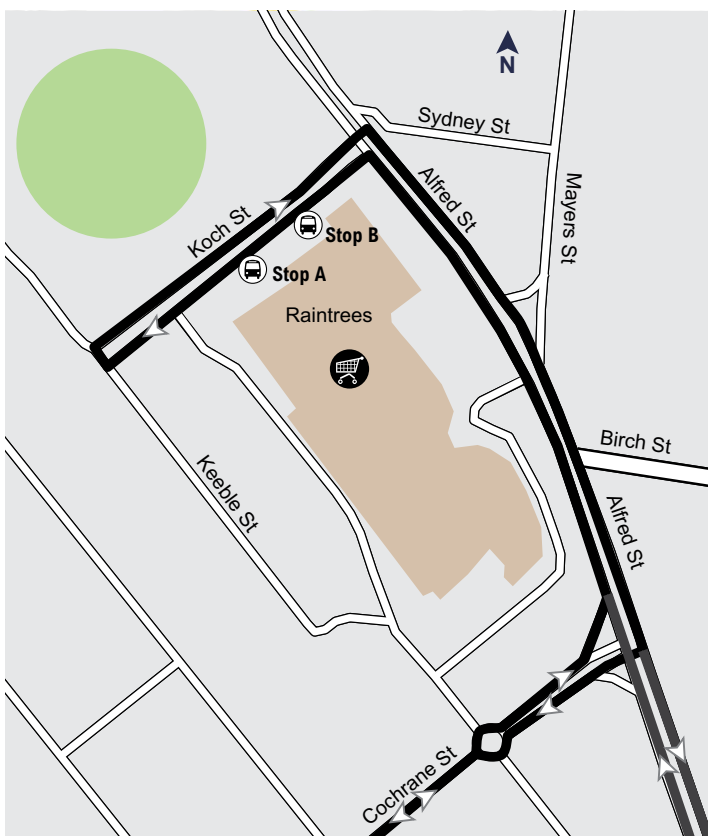 N
Sydney St
Alfred St
Mayers St
Koch St
Stop B
Stop A
Raintrees
Birch St
Keeble St
Alfred St
Cochrane St